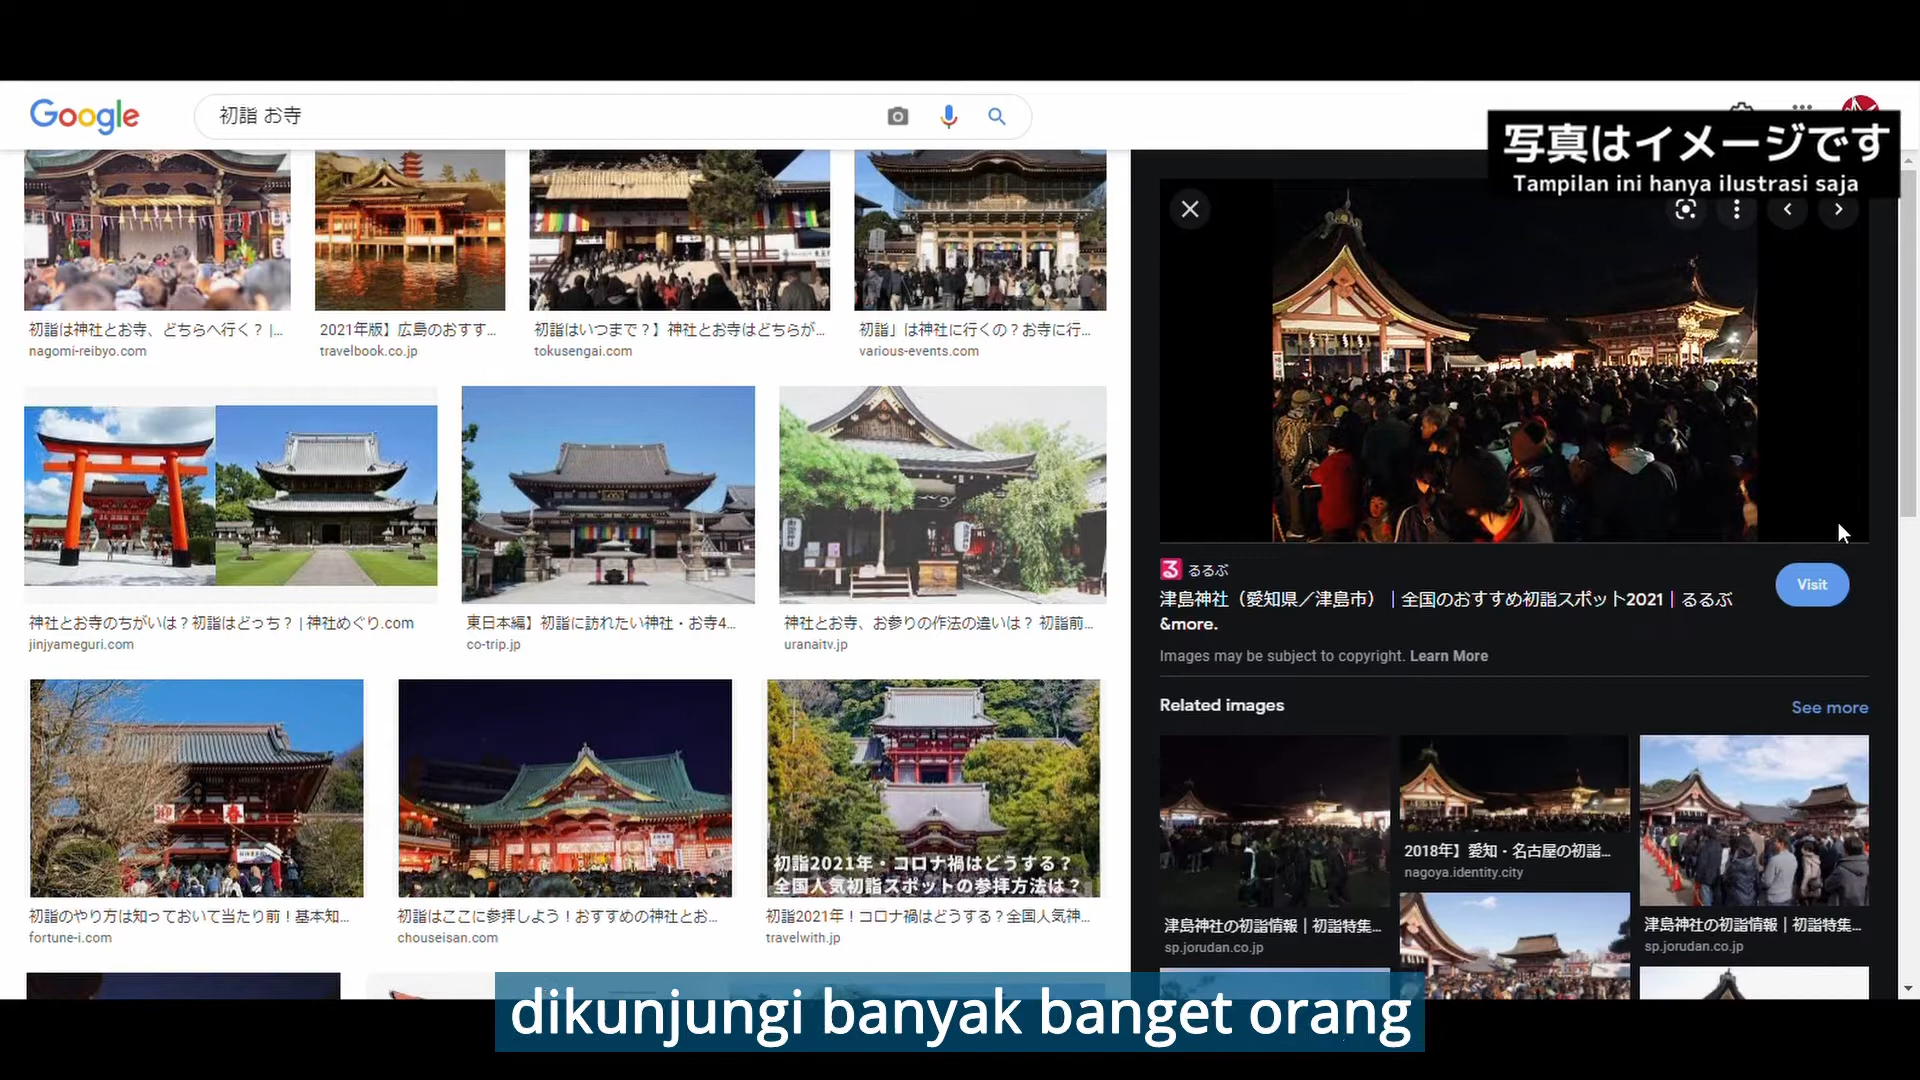 Google
初詣 お寺
写真はイメージです
Tampilan ini hanya ilustrasi saja
初詣は神社とお寺、どちらへ行く？ |...
nagomi-reibyo.com
2021年版】広島のおすす...
travelbook.co.jp
初詣はいつまで？】神社とお寺はどちらが...
tokusengai.com
初詣」は神社に行くの？お寺に行...
various-events.com
神社とお寺のちがいは？初詣はどっち？ | 神社めぐり.com
jinjyameguri.com
東日本編】初詣に訪れたい神社・お寺4...
co-trip.jp
神社とお寺、お参りの作法の違いは？ 初詣前...
uranaitv.jp
迎
春
初詣2021年・コロナ禍はどうする？
全国人気初詣スポットの参拝方法は？
初詣のやり方は知っておいて当たり前！基本知...
fortune-i.com
初詣はここに参拝しよう！おすすめの神社とお...
chouseisan.com
初詣2021年！コロナ禍はどうする？全国人気神...
travelwith.jp
るるぶ
津島神社（愛知県／津島市）｜全国のおすすめ初詣スポット2021｜るるぶ
&more.
Visit
Images may be subject to copyright. Learn More
Related images
See more
津島神社の初詣情報｜初詣特集...
sp.jorudan.co.jp
2018年】愛知・名古屋の初詣...
nagoya.identity.city
津島神社の初詣情報｜初詣特集...
sp.jorudan.co.jp
dikunjungi banyak banget orang